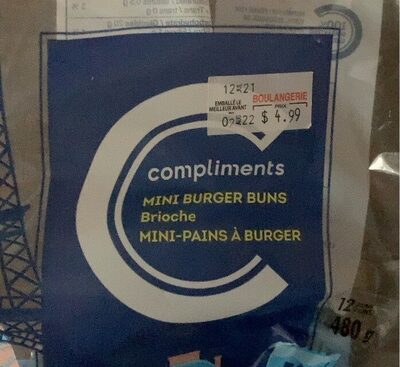 12 21
BOULANGERIE
EMBALLÉ LE
MEILLEUR AVANT
PRIX
$ 4.99
compliments
MINI BURGER BUNS
Brioche
MINI-PAINS À BURGER
12
480 g